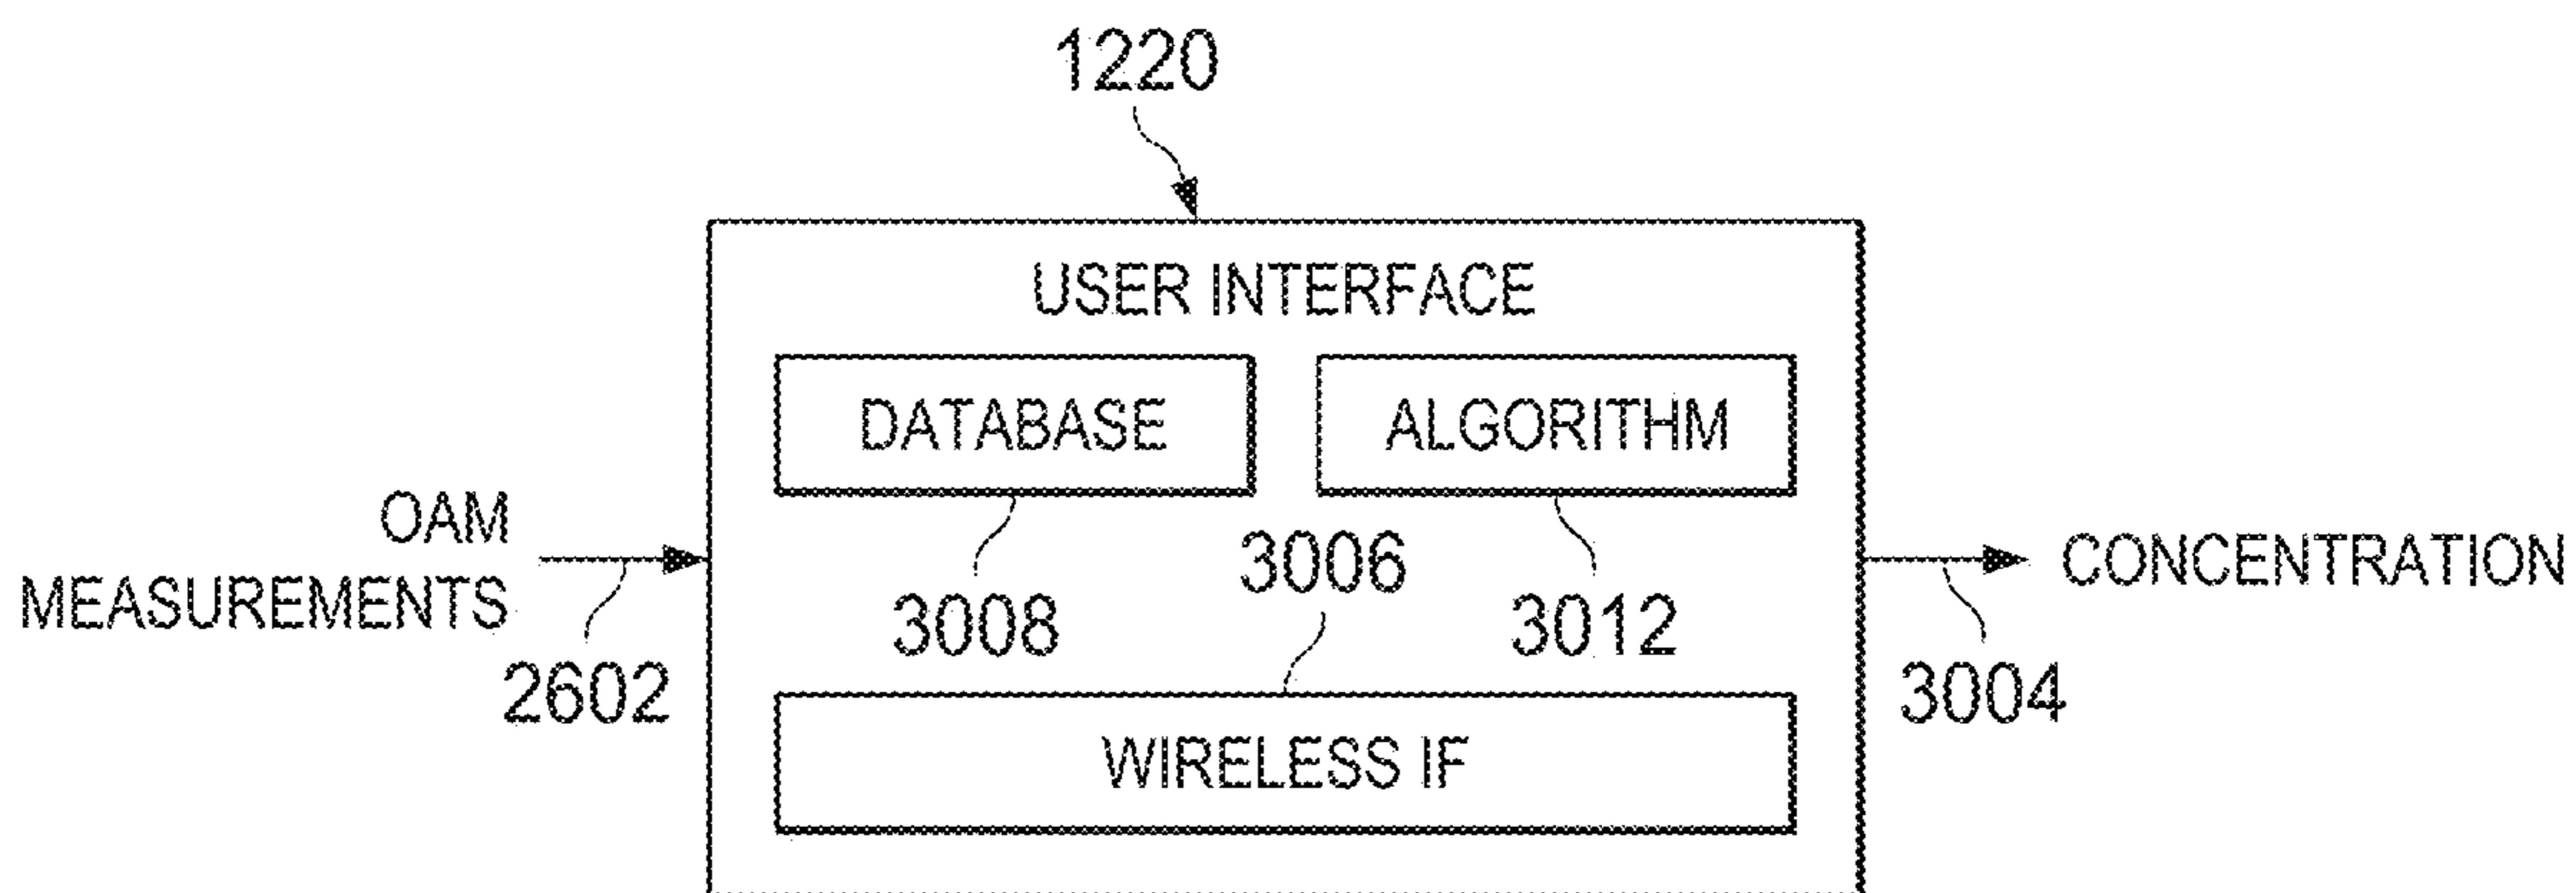 1220
USER INTERFACE
DATABASE
ALGORITHM
OAM
MEASUREMENTS
2602
3008
3006
3012
CONCENTRATION
3004
WIRELESS IF